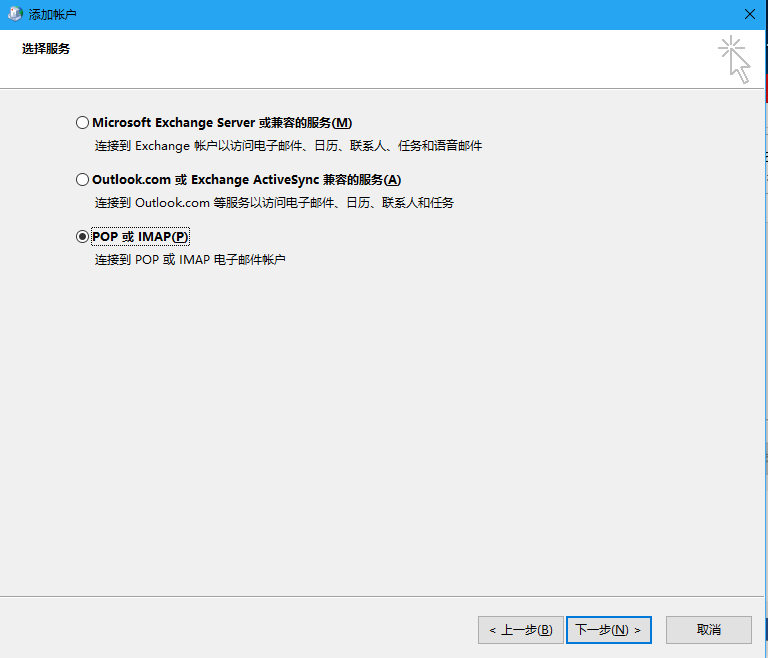 添加帐户
选择服务
Microsoft Exchange Server 或兼容的服务(M)
连接到 Exchange 帐户以访问电子邮件、日历、联系人、任务和语音邮件
Outlook.com 或 Exchange ActiveSync 兼容的服务(A)
连接到 Outlook.com 等服务以访问电子邮件、日历、联系人和任务
POP 或 IMAP(P)
连接到 POP 或 IMAP 电子邮件帐户
< 上一步(B) 下一步(N) > 取消